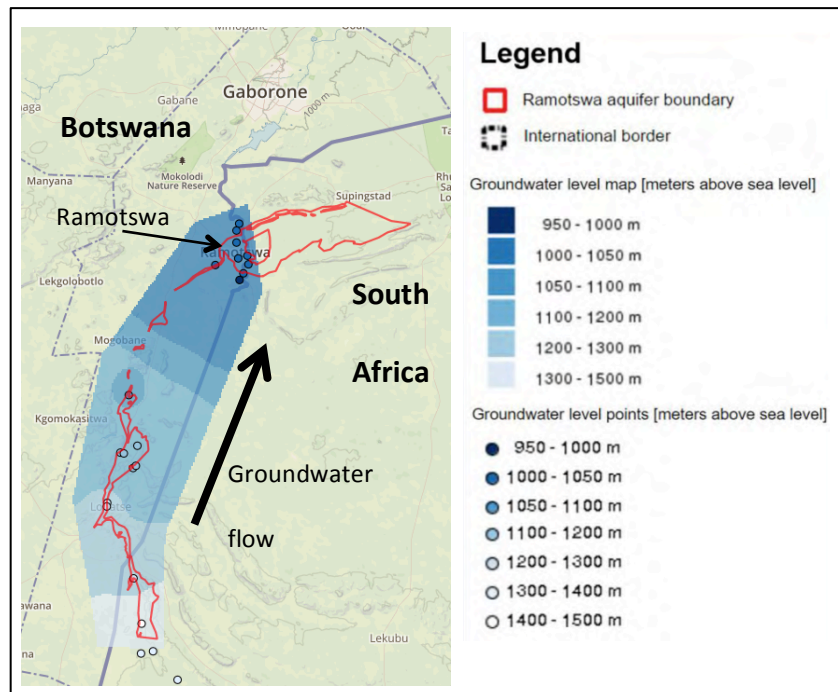 Mmopane
Gaborone
1000 m
Gabane
Botswana
Mokolodi
Nature Reserve
Manyana
Supingstad
Ramotswa
Ramotswa
Lekgolobotlo
South
Africa
Mogobane
Kgomokasitwa
Groundwater
flow
Lobatse
Lekubu
Legend
Ramotswa aquifer boundary
International border
Groundwater level map [meters above sea level]
950 - 1000 m
1000 - 1050 m
1050 - 1100 m
1100 - 1200 m
1200 - 1300 m
1300 - 1500 m
Groundwater level points [meters above sea level]
950 - 1000 m
1000 - 1050 m
1050 - 1100 m
1100 - 1200 m
1200 - 1300 m
1300 - 1400 m
1400 - 1500 m